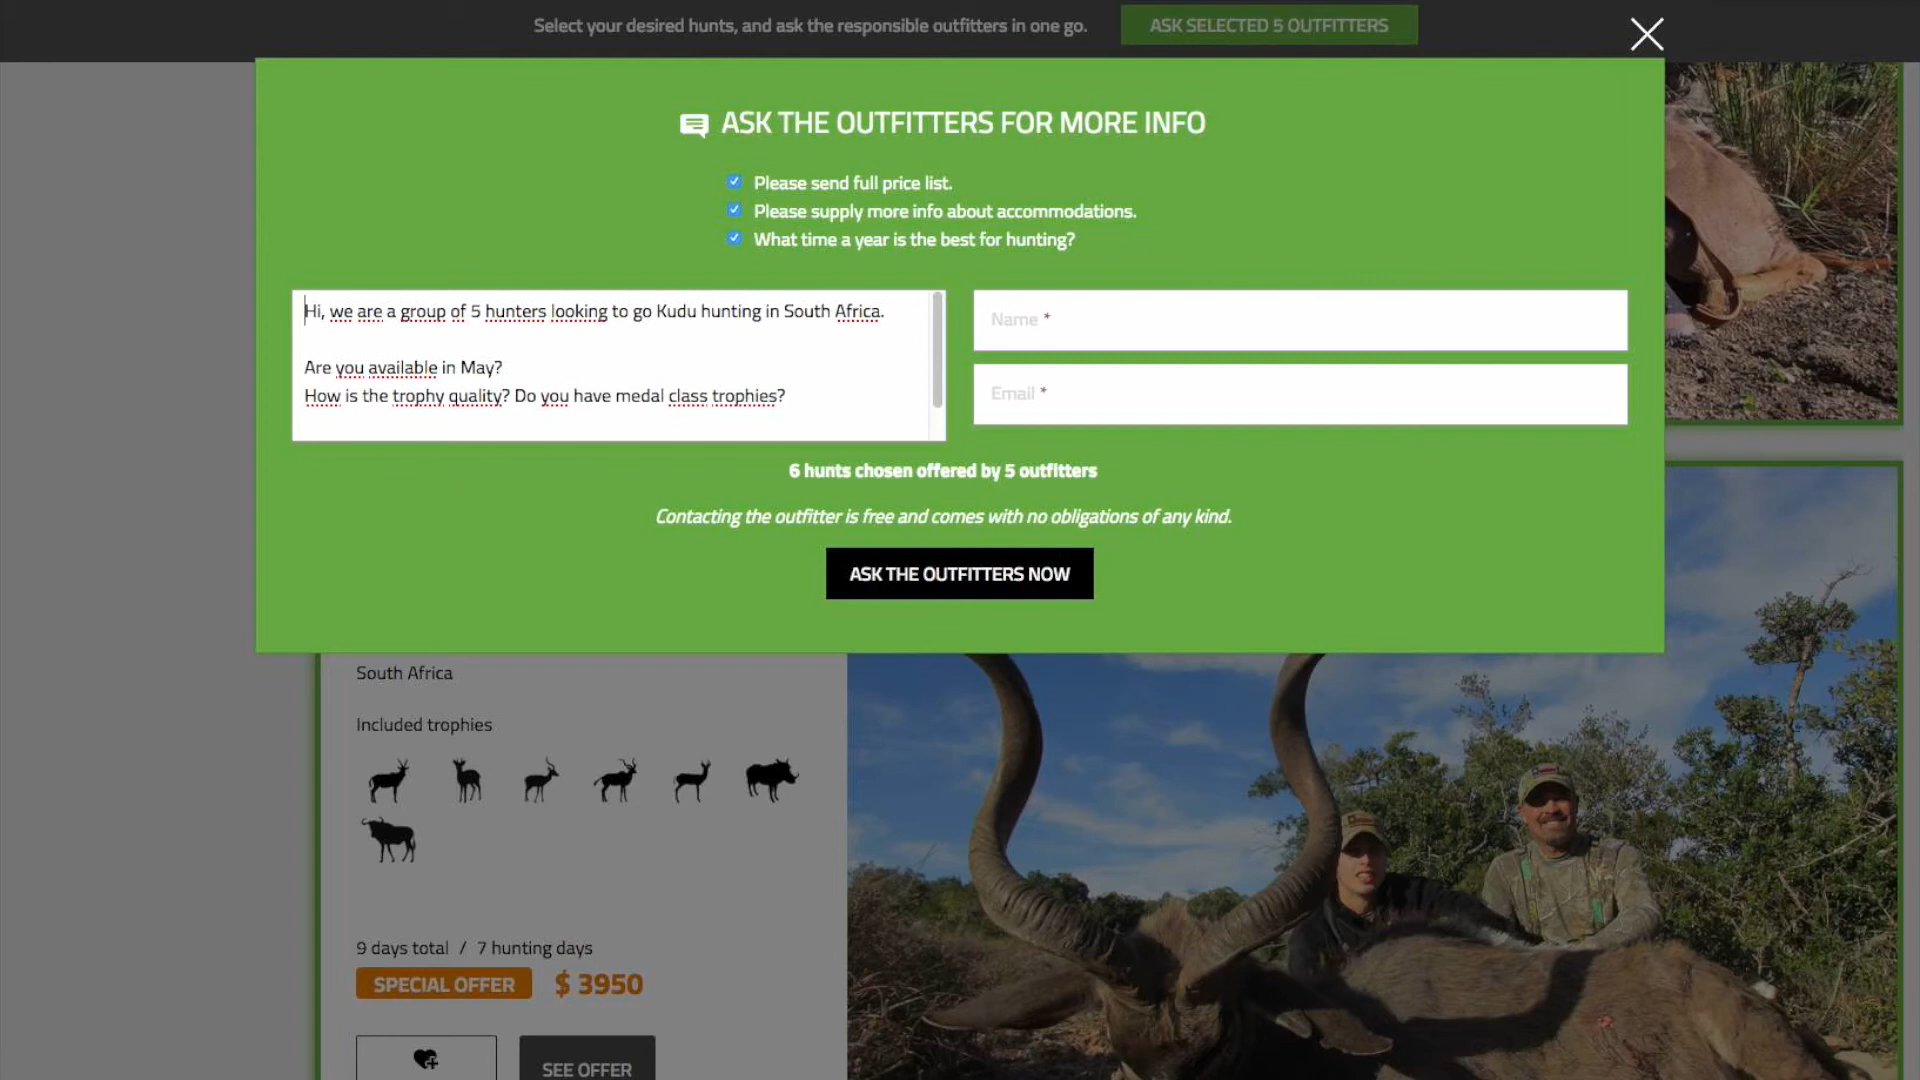 Select your desired hunts, and ask the responsible outfitters in one go.
ASK SELECTED 5 OUTFITTERS
ASK THE OUTFITTERS FOR MORE INFO
Please send full price list.
Please supply more info about accommodations.
What time a year is the best for hunting?
Hi, we are a group of 5 hunters looking to go Kudu hunting in South Africa.
Are you available in May?
How is the trophy quality? Do you have medal class trophies?
Name *
Email *
6 hunts chosen offered by 5 outfitters
Contacting the outfitter is free and comes with no obligations of any kind.
ASK THE OUTFITTERS NOW
South Africa
Included trophies
9 days total / 7 hunting days
SPECIAL OFFER $ 3950
SEE OFFER